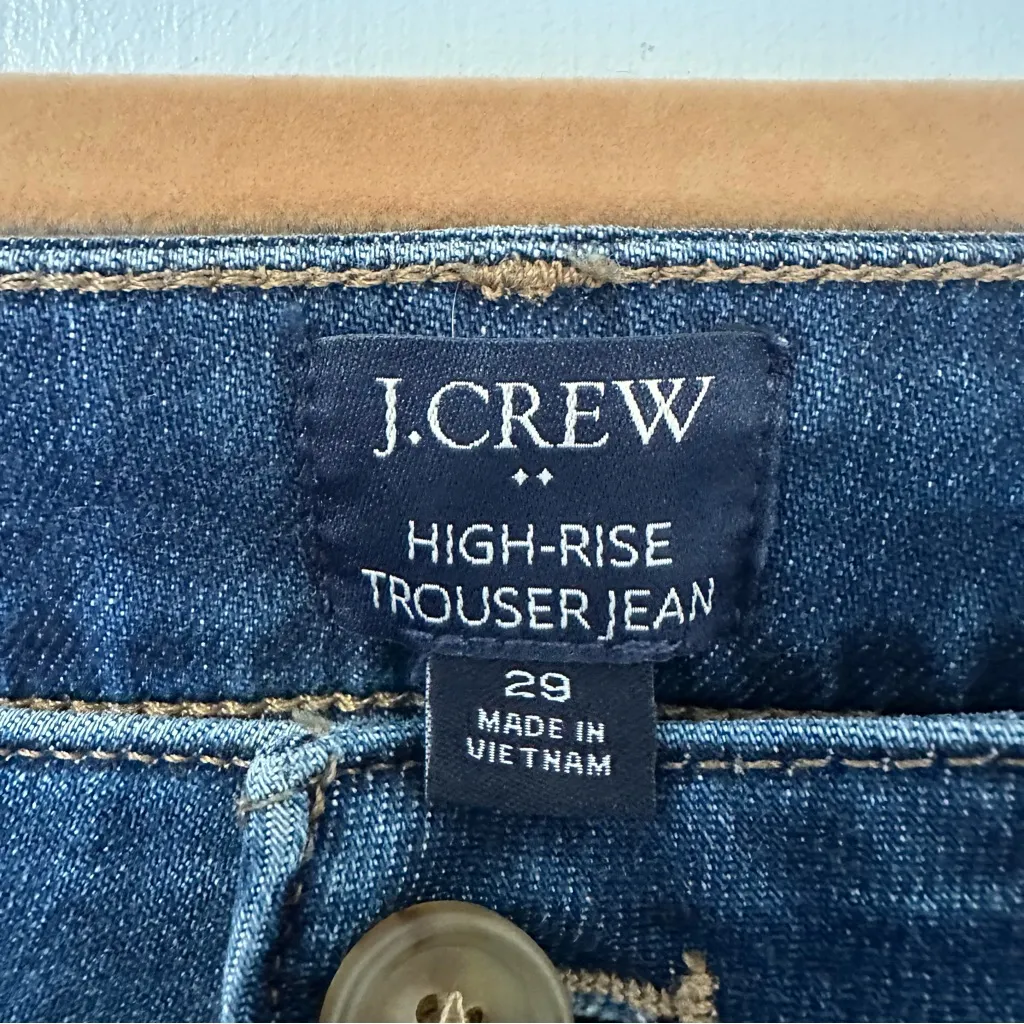 J.CREW
HIGH-RISE
TROUSER JEAN
29
MADE IN
VIETNAM